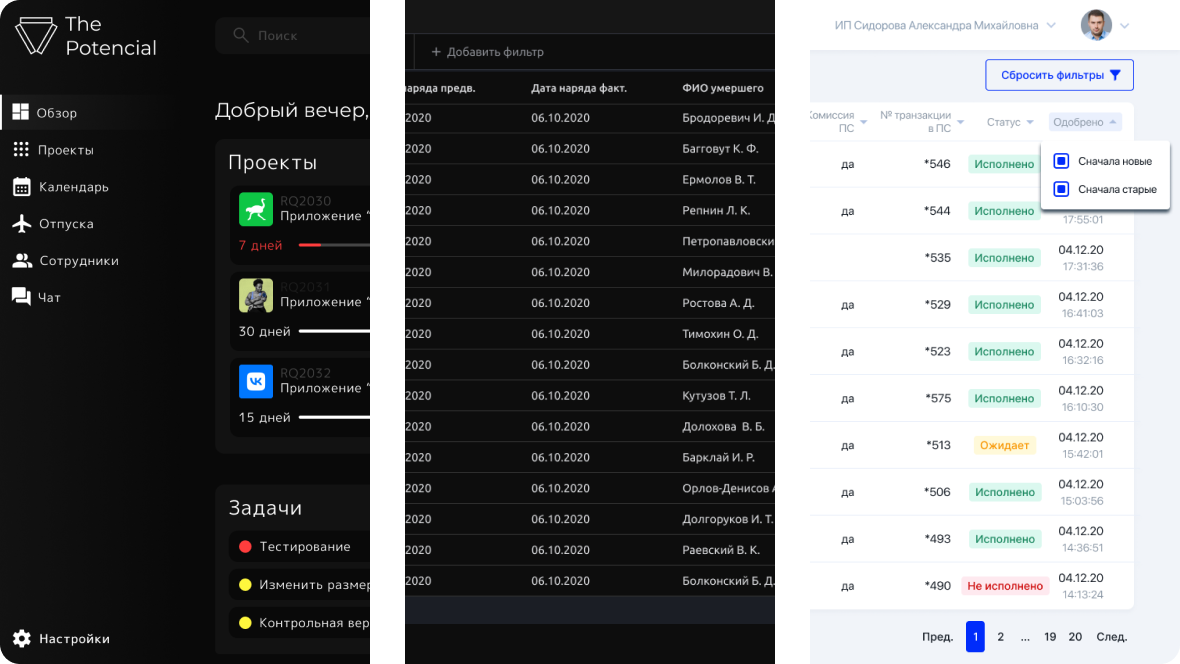 The
Potencial
Поиск
Обзор
Проекты
Календарь
Отпуска
Сотрудники
Чат
Настройки
Добрый вечер,
Проекты
RQ2030
Приложение “
7 дней
RQ2031
Приложение “
30 дней
RQ2032
Приложение “
15 дней
Задачи
Тестирование
Изменить размер
Контрольная вер
+ Добавить фильтр
наряда предв. Дата наряда факт. ФИО умершего
2020 06.10.2020 Бродоревич И. Д
2020 06.10.2020 Багговут К. Ф.
2020 06.10.2020 Ермолов В. Т.
2020 06.10.2020 Репнин Л. К.
2020 06.10.2020 Петропавловски
2020 06.10.2020 Милорадович В.
2020 06.10.2020 Ростова А. Д.
2020 06.10.2020 Тимохин О. Д.
2020 06.10.2020 Болконский Б. Д.
2020 06.10.2020 Кутузов Т. Л.
2020 06.10.2020 Долохова В. Б.
2020 06.10.2020 Барклай И. Р.
2020 06.10.2020 Орлов-Денисов А
2020 06.10.2020 Долгоруков И. Т.
2020 06.10.2020 Раевский В. К.
2020 06.10.2020 Болконский Б. Д.
ИП Сидорова Александра Михайловна
Сбросить фильтры
Комиссия № транзакции Статус Одобрено
ПС в ПС
Сначала новые
Сначала старые
да *546 Исполнено
да *544 Исполнено
17:55:01
*535 Исполнено 04.12.20
17:31:36
да *529 Исполнено 04.12.20
16:41:03
да *523 Исполнено 04.12.20
16:32:16
да *575 Исполнено 04.12.20
16:10:30
да *513 Ожидает 04.12.20
15:42:01
да *506 Исполнено 04.12.20
15:03:56
да *493 Исполнено 04.12.20
14:36:51
да *490 Не исполнено 04.12.20
14:13:24
Пред. 1 2 ... 19 20 След.